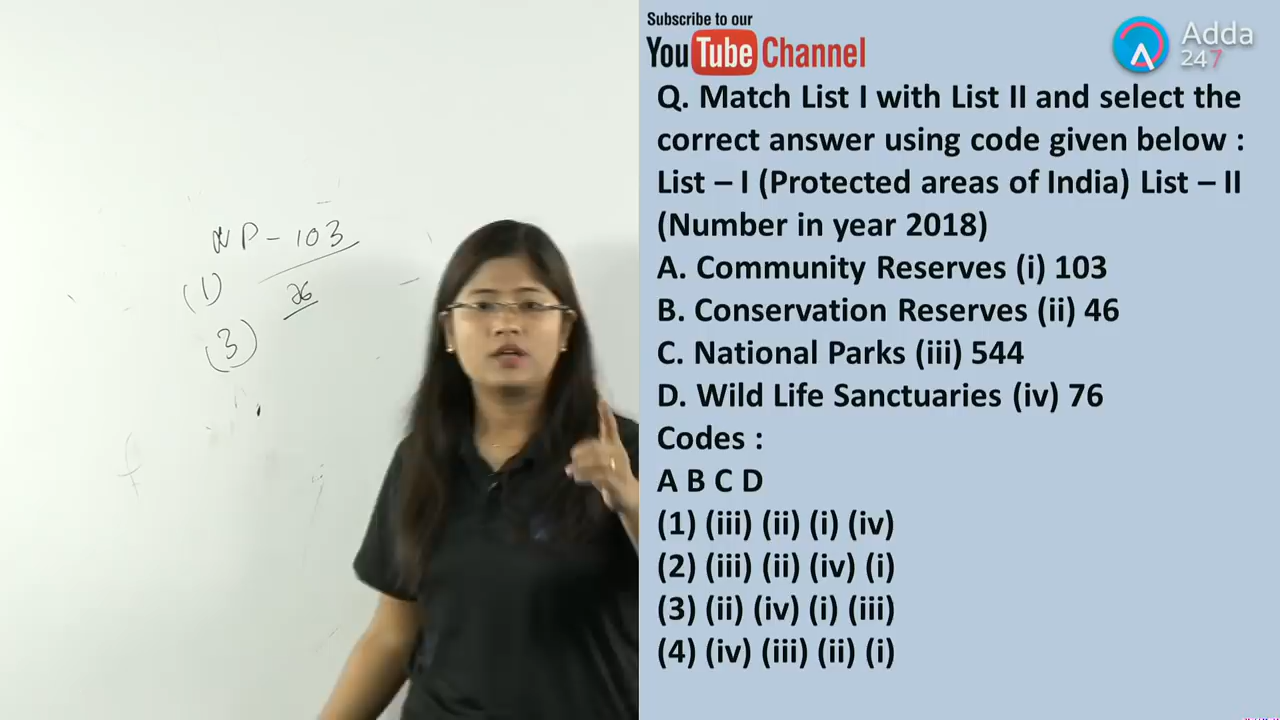 NP - 103
(1) 26
(3)
Subscribe to our
YouTube Channel
Adda
247
Q. Match List I with List II and select the
correct answer using code given below :
List – I (Protected areas of India) List – II
(Number in year 2018)
A. Community Reserves (i) 103
B. Conservation Reserves (ii) 46
C. National Parks (iii) 544
D. Wild Life Sanctuaries (iv) 76
Codes :
A B C D
(1) (iii) (ii) (i) (iv)
(2) (iii) (ii) (iv) (i)
(3) (ii) (iv) (i) (iii)
(4) (iv) (iii) (ii) (i)